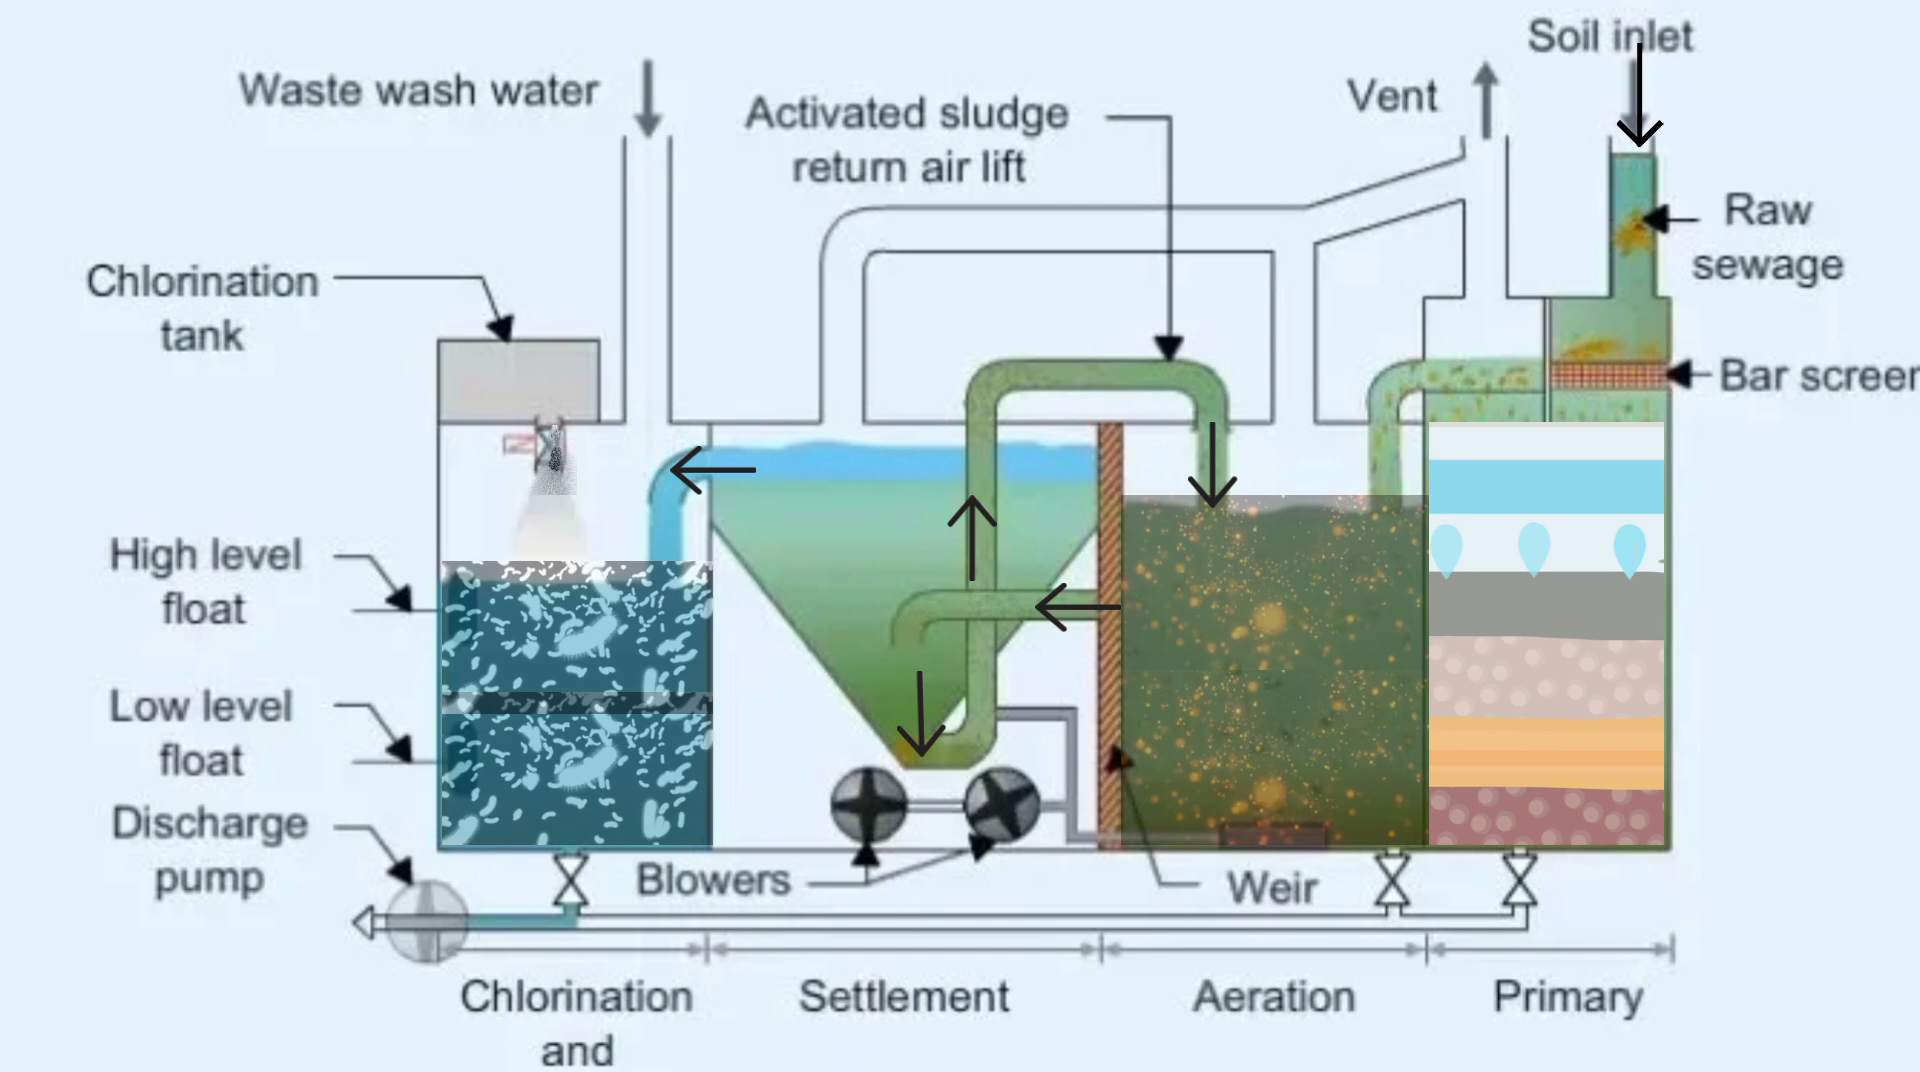 Soil inlet
Waste wash water
Vent
Activated sludge
return air lift
Raw
sewage
Chlorination
tank
Bar screen
High level
float
Low level
float
Discharge
pump
Blowers
Weir
Chlorination
and
Settlement
Aeration
Primary